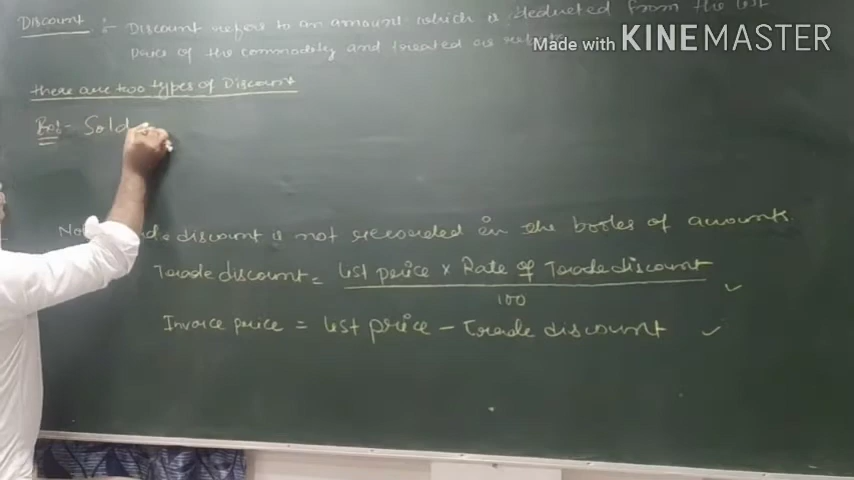 Discount :- Discount refers to an amount which is deducted from the list
price of the commodity and treated as
Made with KINEMASTER
there are two types of Discount
Sold
discount is not recorded in the books of accounts.
Trade discount = list price × Rate of Trade discount
100
Invoice price = list price - Trade discount